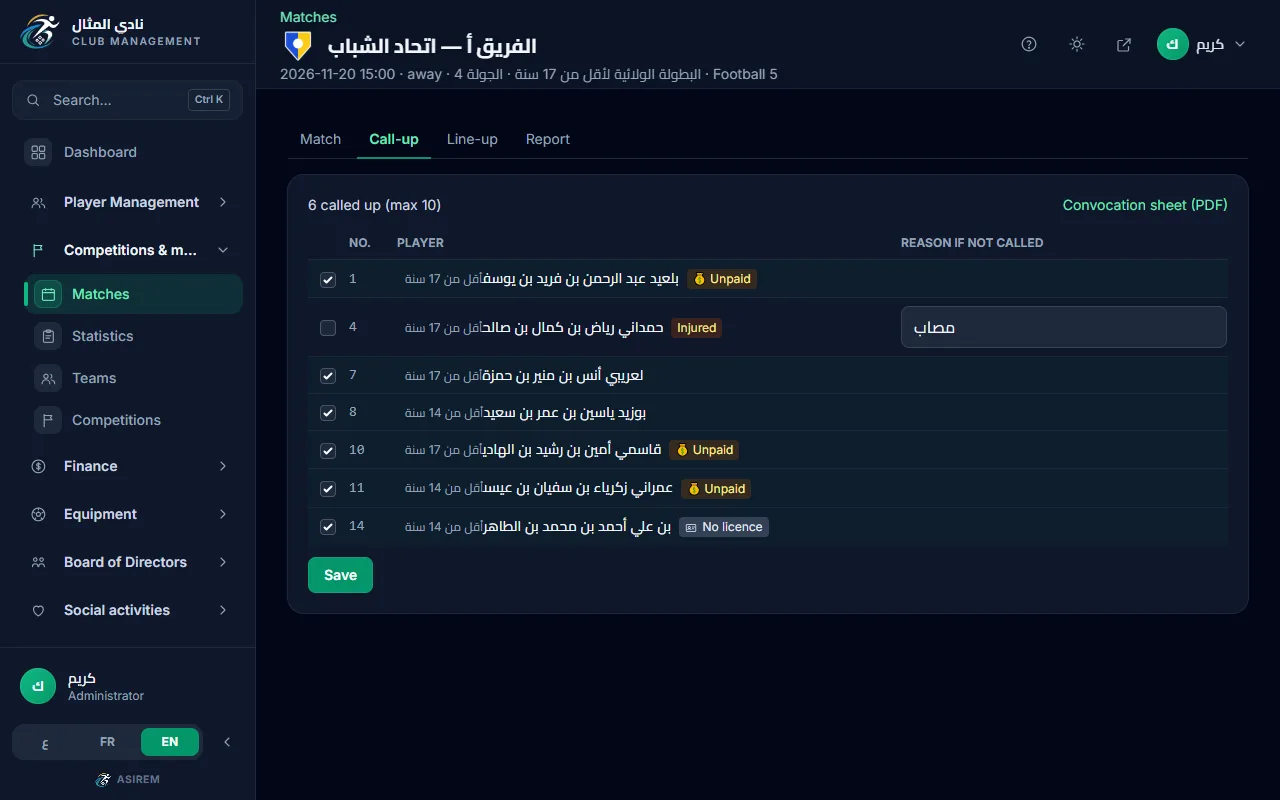 نادي المثال
CLUB MANAGEMENT
Search...
Ctrl K
Dashboard
Player Management
Competitions & m...
Matches
Statistics
Teams
Competitions
Finance
Equipment
Board of Directors
Social activities
ك
كريم
Administrator
ع
FR
EN
ASIREM
Matches
الفريق أ — اتحاد الشباب
2026-11-20 15:00 · away · الجولة 4 · البطولة الولائية لأقل من 17 سنة · Football 5
ك
كريم
Match
Call-up
Line-up
Report
6 called up (max 10)
Convocation sheet (PDF)
NO. PLAYER REASON IF NOT CALLED
1 بلعيد عبد الرحمن بن فريد بن يوسف أقل من 17 سنة Unpaid
4 حمداني رياض بن كمال بن صالح أقل من 17 سنة Injured مصاب
7 لعريبي أنس بن منير بن حمزة أقل من 17 سنة
8 بوزيد ياسين بن عمر بن سعيد أقل من 14 سنة
10 قاسمي أمين بن رشيد بن الهادي أقل من 17 سنة Unpaid
11 عمراني زكرياء بن سفيان بن عيسى أقل من 14 سنة Unpaid
14 بن علي أحمد بن محمد بن الطاهر أقل من 14 سنة No licence
Save